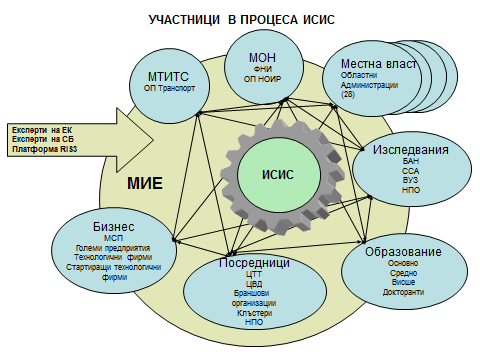 УЧАСТНИЦИ В ПРОЦЕСА ИСИС
МТИТС
ОП Транспорт
МОН
ФНИ
ОП НОИР
Местна власт
Областни
Администрации
(28)
Експерти на ЕК
Експерти на СБ
Платформа RIS3
МИЕ
ИСИС
Изследвания
БАН
ССА
ВУЗ
НПО
Бизнес
МСП
Големи предприятия
Технологични фирми
Стартиращи технологични
фирми
Посредници
ЦТТ
ЦВД
Браншови
организации
Клъстери
НПО
Образование
Основно
Средно
Висше
Докторанти